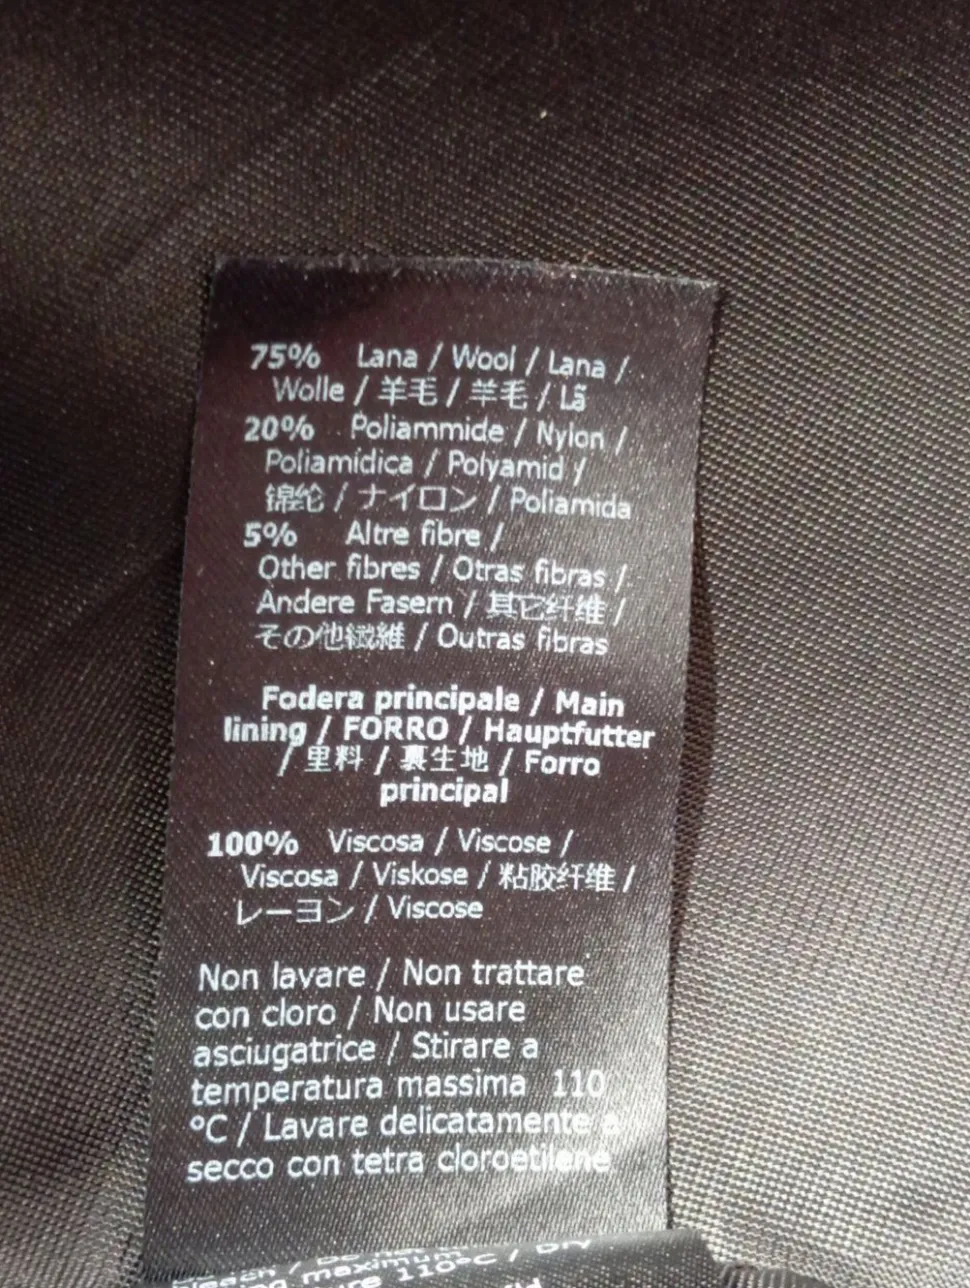 75% Lana / Wool / Lana /
Wolle / 羊毛 / 羊毛 / Lã
20% Poliammide / Nylon /
Poliamídica / Polyamid /
锦纶 / ナイロン / Poliamida
5% Altre fibre /
Other fibres / Otras fibras /
Andere Fasern / 其它纤维 /
その他繊維 / Outras fibras
Fodera principale / Main
lining / FORRO / Hauptfutter
/ 里料 / 裏生地 / Forro
principal
100% Viscosa / Viscose /
Viscosa / Viskose / 粘胶纤维 /
レーヨン / Viscose
Non lavare / Non trattare
con cloro / Non usare
asciugatrice / Stirare a
temperatura massima 110
°C / Lavare delicatamente a
secco con tetra cloroetilene
maximum
110°C /